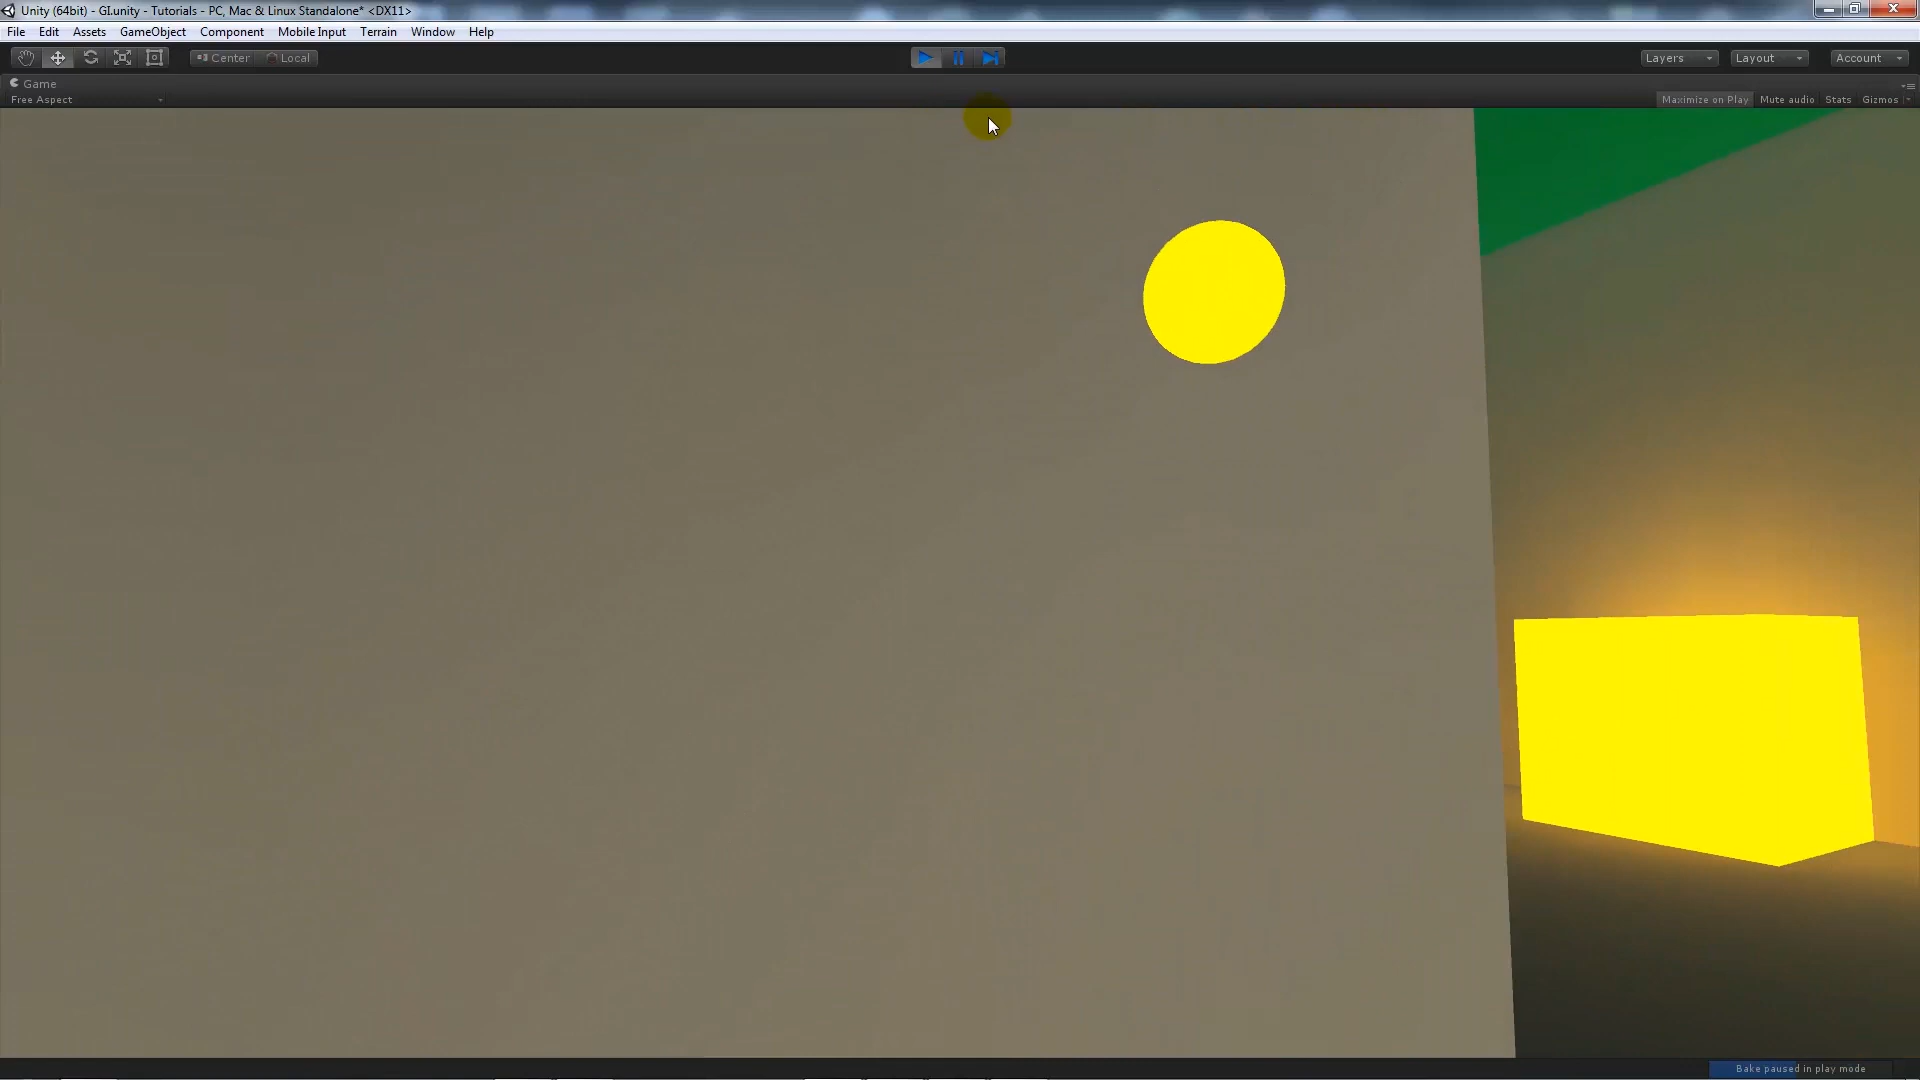 Unity (64bit) - GI.unity - Tutorials - PC, Mac & Linux Standalone* <DX11>
File Edit Assets GameObject Component Mobile Input Terrain Window Help
Center Local Layers Layout Account
Game
Free Aspect Maximize on Play Mute audio Stats Gizmos
Bake paused in play mode